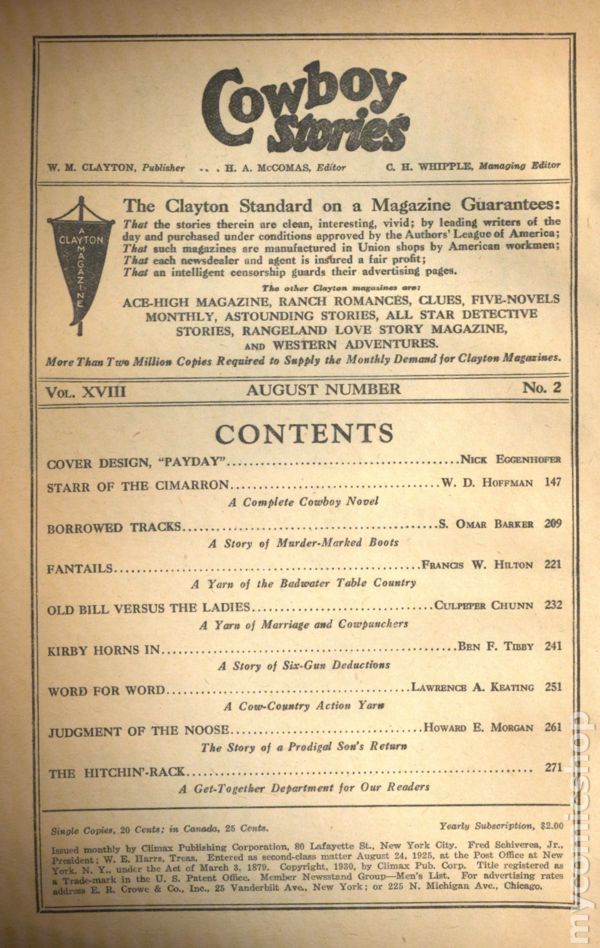 Cowboy
Stories
W. M. CLAYTON, Publisher ... H. A. McCOMAS, Editor C. H. WHIPPLE, Managing Editor
A
CLAYTON
MAGAZINE
The Clayton Standard on a Magazine Guarantees:
That the stories therein are clean, interesting, vivid; by leading writers of the
day and purchased under conditions approved by the Authors' League of America;
That such magazines are manufactured in Union shops by American workmen;
That each newsdealer and agent is insured a fair profit;
That an intelligent censorship guards their advertising pages.
The other Clayton magazines are:
ACE-HIGH MAGAZINE, RANCH ROMANCES, CLUES, FIVE-NOVELS
MONTHLY, ASTOUNDING STORIES, ALL STAR DETECTIVE
STORIES, RANGELAND LOVE STORY MAGAZINE,
AND WESTERN ADVENTURES.
More Than Two Million Copies Required to Supply the Monthly Demand for Clayton Magazines.
VOL. XVIII AUGUST NUMBER No. 2
CONTENTS
COVER DESIGN, "PAYDAY" NICK EGGENHOFER
STARR OF THE CIMARRON W. D. HOFFMAN 147
A Complete Cowboy Novel
BORROWED TRACKS S. OMAR BARKER 209
A Story of Murder-Marked Boots
FANTAILS FRANCIS W. HILTON 221
A Yarn of the Badwater Table Country
OLD BILL VERSUS THE LADIES CULPEPER CHUNN 232
A Yarn of Marriage and Cowpunchers
KIRBY HORNS IN BEN F. TIBBY 241
A Story of Six-Gun Deductions
WORD FOR WORD LAWRENCE A. KEATING 251
A Cow-Country Action Yarn
JUDGMENT OF THE NOOSE HOWARD E. MORGAN 261
The Story of a Prodigal Son's Return
THE HITCHIN'-RACK 271
A Get-Together Department for Our Readers
Single Copies, 20 Cents; in Canada, 25 Cents. Yearly Subscription, $2.00
Issued monthly by Climax Publishing Corporation, 80 Lafayette St., New York City. Fred Schiverea, Jr.,
President; W. E. Harrs, Treas. Entered as second-class matter August 24, 1925, at the Post Office at New
York, N. Y., under the Act of March 3, 1879. Copyright, 1930, by Climax Pub. Corp. Title registered as
a Trade-mark in the U. S. Patent Office. Member Newsstand Group—Men's List. For advertising rates
address E. R. Crowe & Co., Inc., 25 Vanderbilt Ave., New York; or 225 N. Michigan Ave., Chicago.
mycomicshop